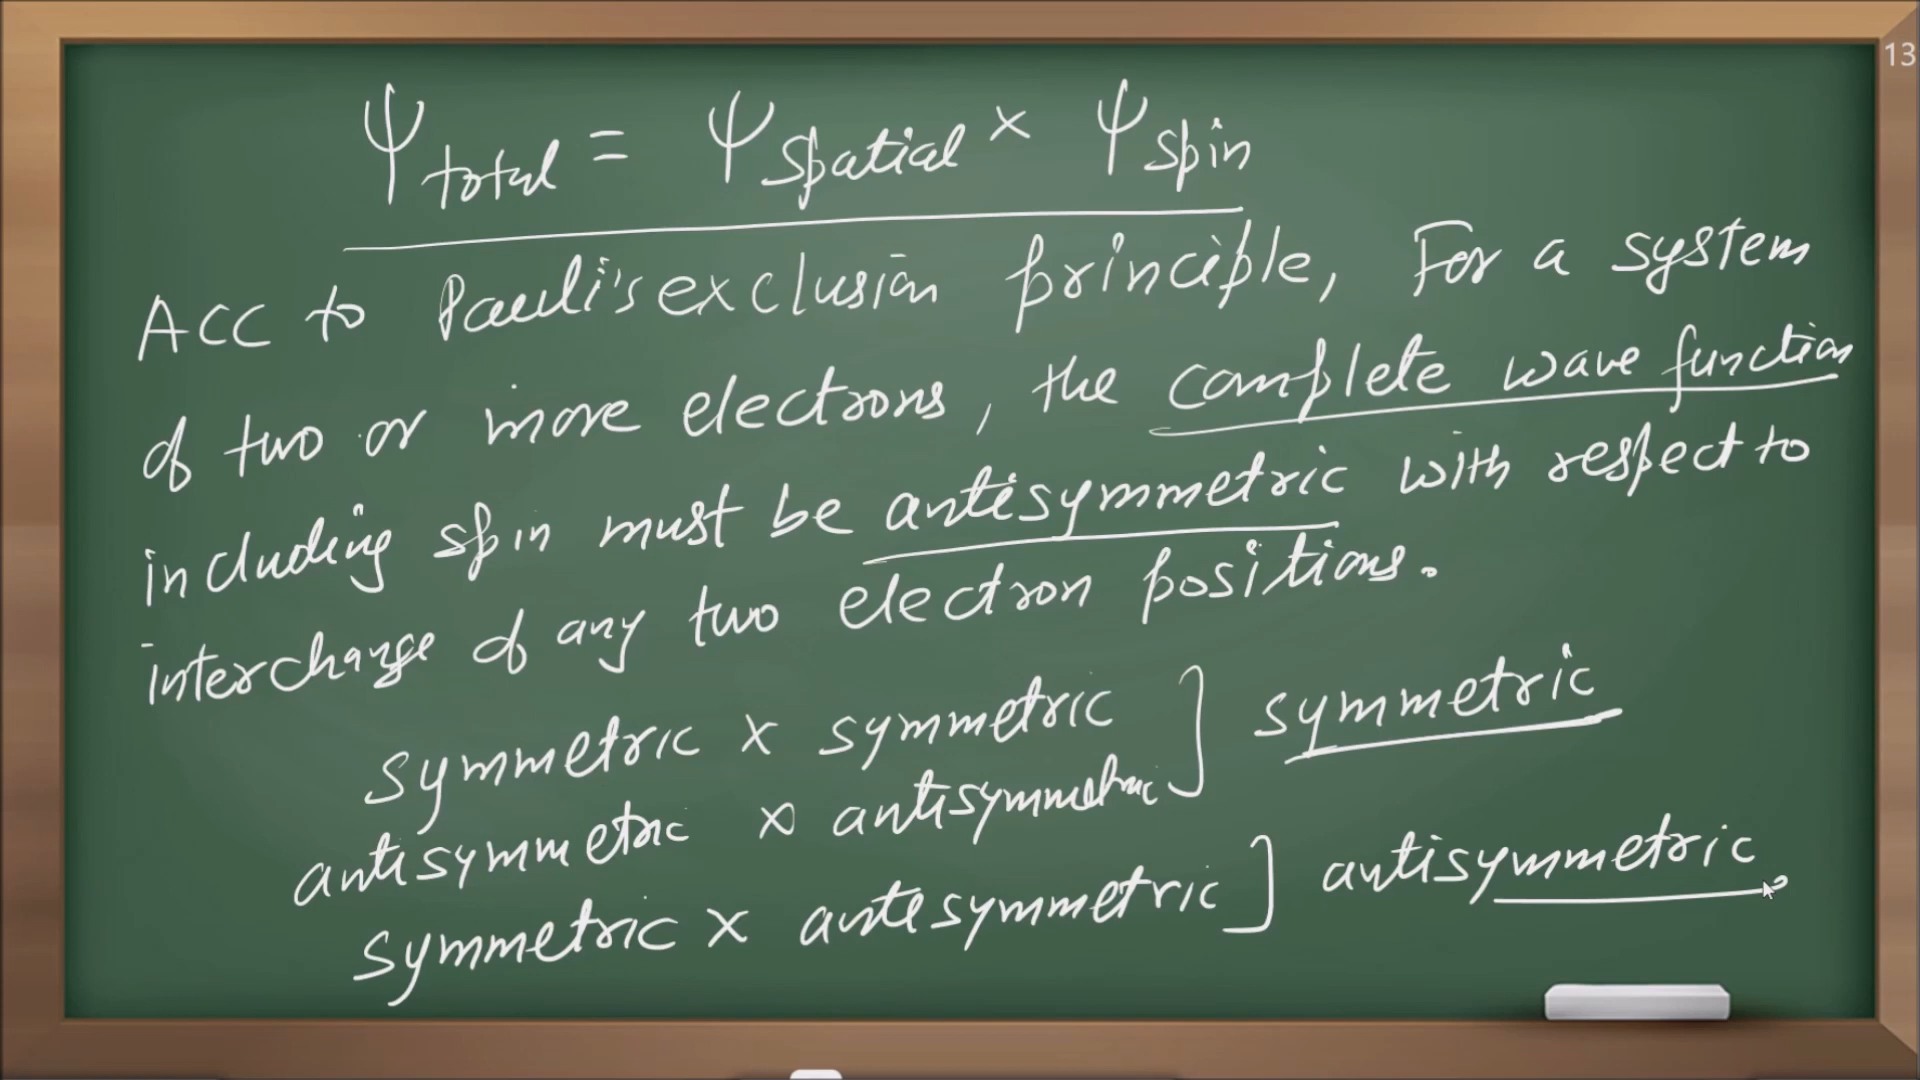 13
Ψtotal = Ψspatial × Ψspin
Acc to Pauli's exclusion principle, For a system
of two or more electrons, the complete wave function
including spin must be antisymmetric with respect to
interchange of any two electron positions.
symmetric × symmetric ] symmetric
antisymmetric × antisymmetric
symmetric × antisymmetric ] antisymmetric